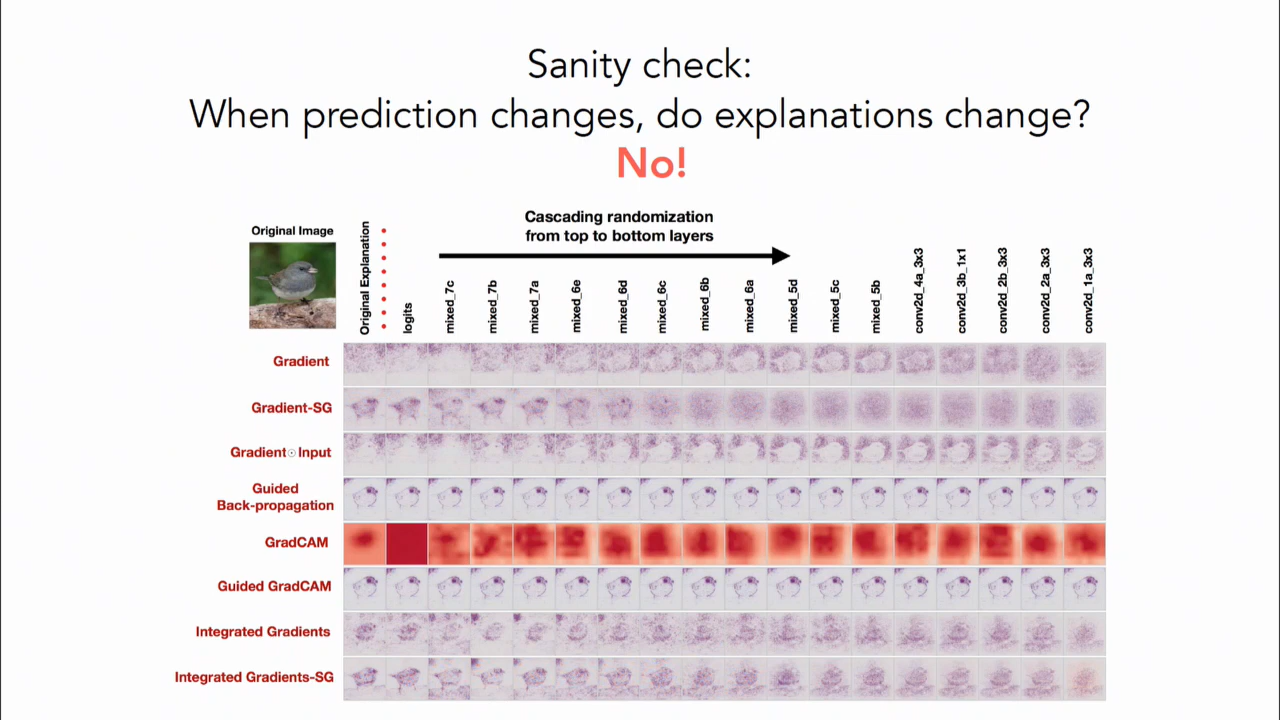 Sanity check:
When prediction changes, do explanations change?
No!
Cascading randomization
from top to bottom layers
Original Image
Original Explanation
logits
mixed_7c
mixed_7b
mixed_7a
mixed_6e
mixed_6d
mixed_6c
mixed_6b
mixed_6a
mixed_5d
mixed_5c
mixed_5b
conv2d_4a_3x3
conv2d_3b_1x1
conv2d_2b_3x3
conv2d_2a_3x3
conv2d_1a_3x3
Gradient
Gradient-SG
Gradient⊙Input
Guided
Back-propagation
GradCAM
Guided GradCAM
Integrated Gradients
Integrated Gradients-SG